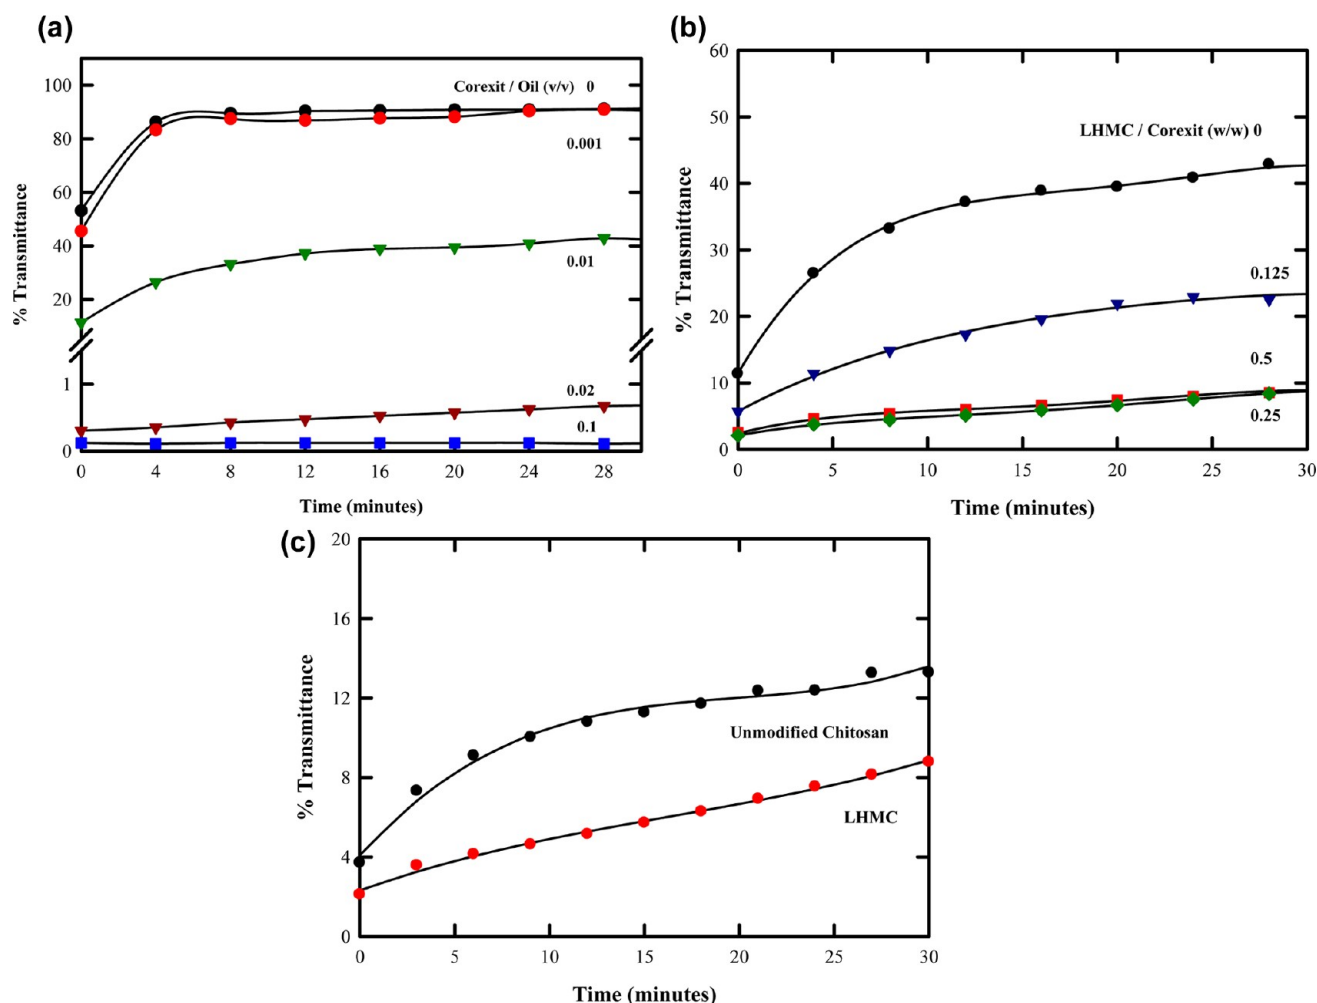 (a)
Corexit / Oil (v/v) 0
0.001
0.01
0.02
0.1
% Transmittance
100
80
60
40
20
1
0
0 4 8 12 16 20 24 28
Time (minutes)
(b)
LHMC / Corexit (w/w) 0
0.125
0.5
0.25
% Transmittance
60
50
40
30
20
10
0
0 5 10 15 20 25 30
Time (minutes)
(c)
Unmodified Chitosan
LHMC
% Transmittance
20
16
12
8
4
0
0 5 10 15 20 25 30
Time (minutes)